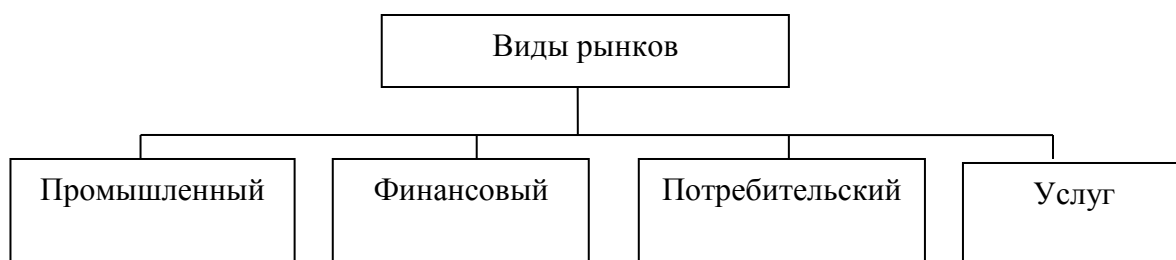 Виды рынков
Промышленный
Финансовый
Потребительский
Услуг